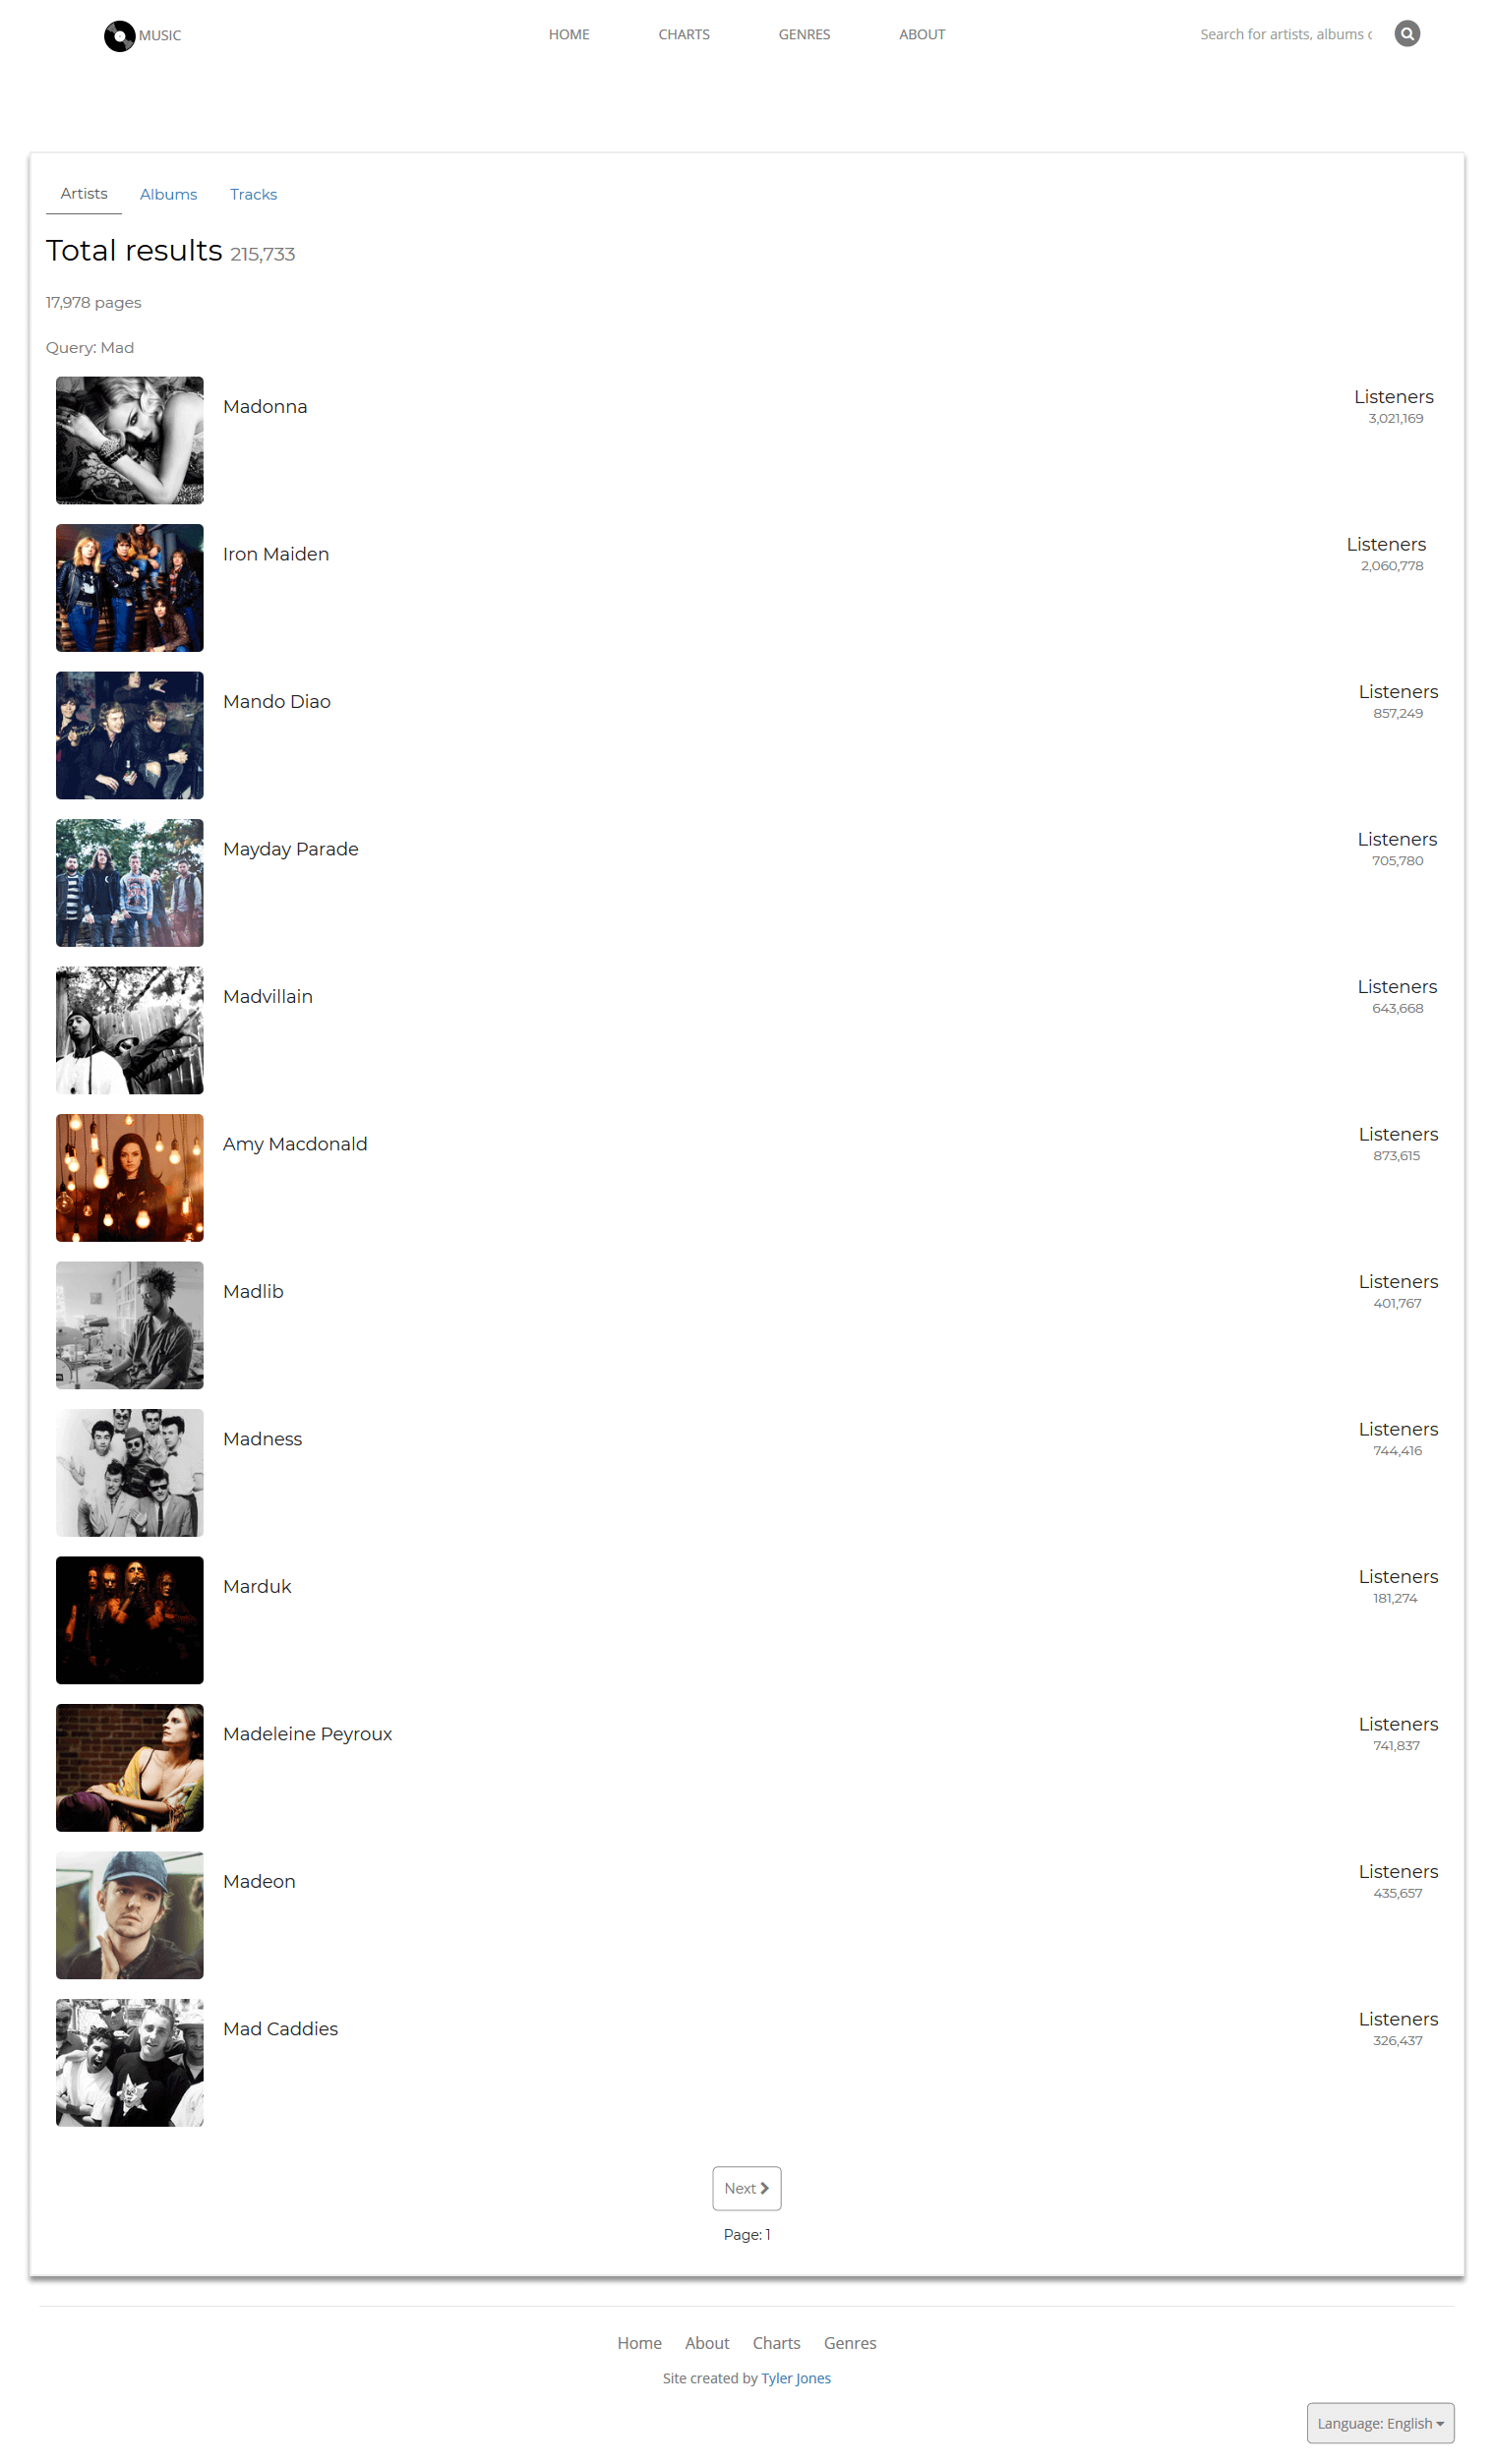 MUSIC
HOME CHARTS GENRES ABOUT
Search for artists, albums
Artists Albums Tracks
Total results 215,733
17,978 pages
Query: Mad
Madonna
Listeners
3,021,169
Iron Maiden
Listeners
2,060,778
Mando Diao
Listeners
857,249
Mayday Parade
Listeners
705,780
Madvillain
Listeners
643,668
Amy Macdonald
Listeners
873,615
Madlib
Listeners
401,767
Madness
Listeners
744,416
Marduk
Listeners
181,274
Madeleine Peyroux
Listeners
741,837
Madeon
Listeners
435,657
Mad Caddies
Listeners
326,437
Next
Page: 1
Home About Charts Genres
Site created by Tyler Jones
Language: English